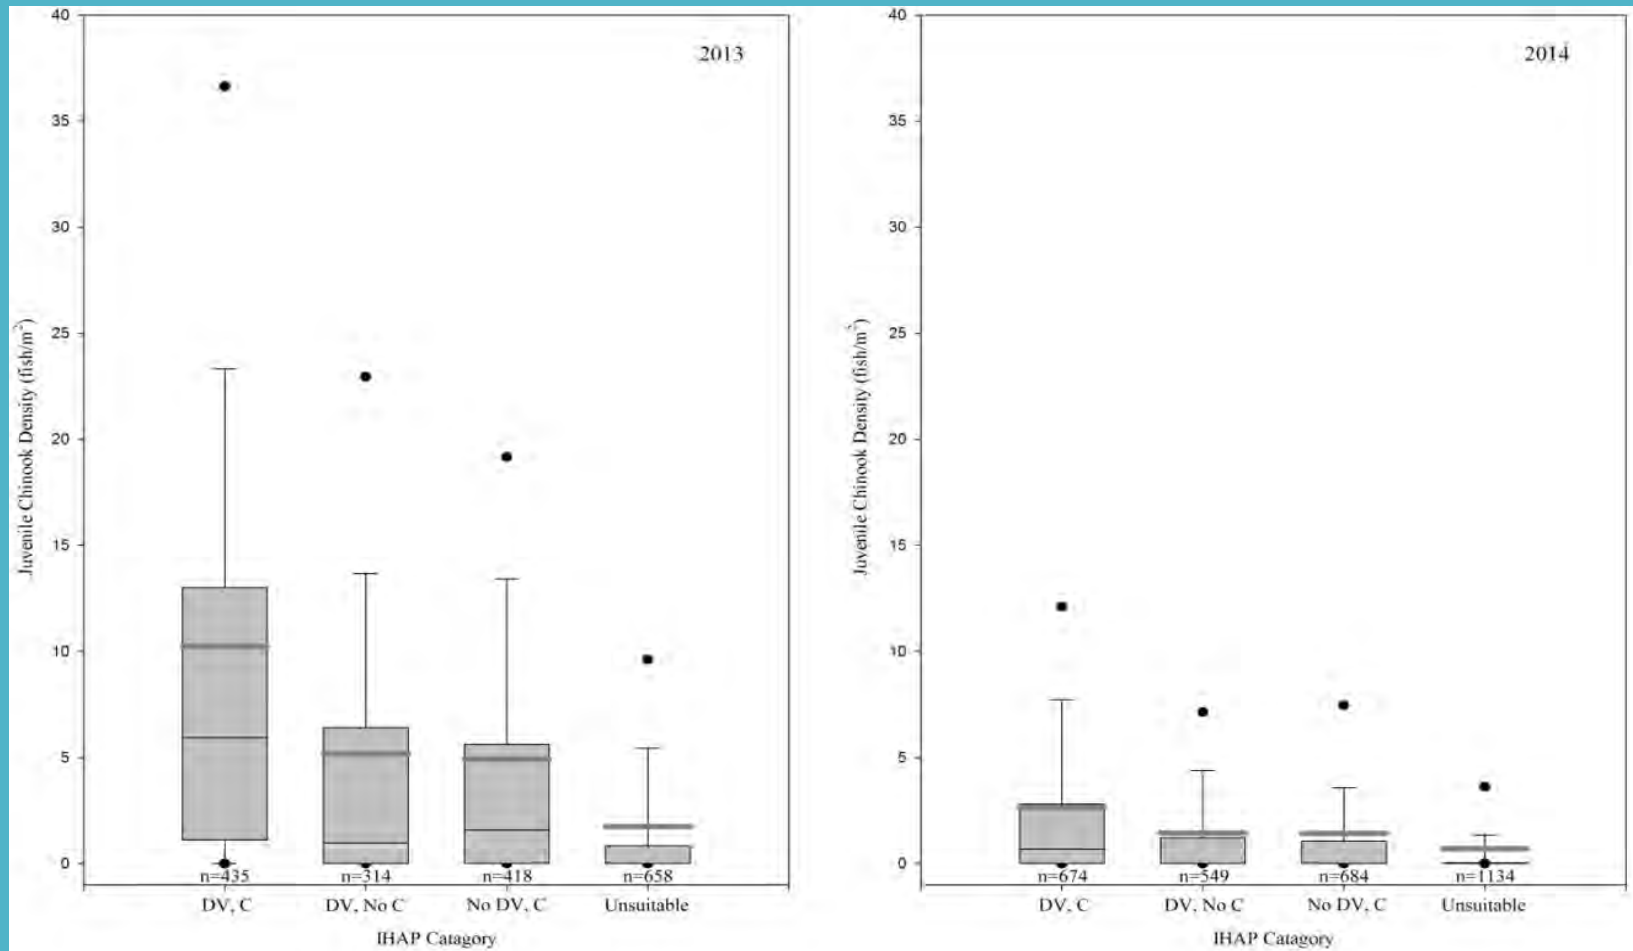 2013
40
35
30
25
20
15
10
5
0
Juvenile Chinook Density (fish/m²)
n=435 n=314 n=418 n=658
DV, C DV, No C No DV, C Unsuitable
IHAP Catagory
2014
40
35
30
25
20
15
10
5
0
Juvenile Chinook Density (fish/m²)
n=674 n=549 n=684 n=1134
DV, C DV, No C No DV, C Unsuitable
IHAP Catagory